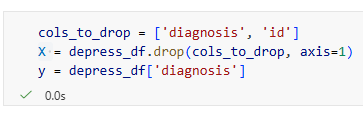 cols_to_drop = ['diagnosis', 'id']
X = depress_df.drop(cols_to_drop, axis=1)
y = depress_df['diagnosis']
0.0s